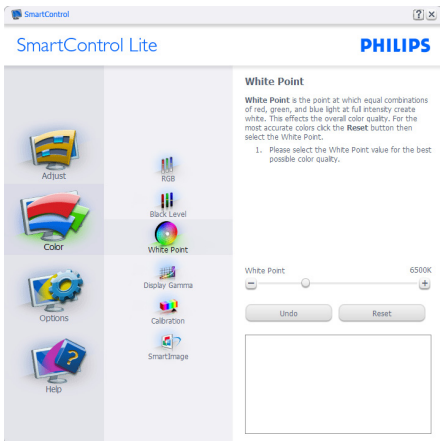 SmartControl
SmartControl Lite
PHILIPS
Adjust
Color
Options
Help
RGB
Black Level
White Point
Display Gamma
Calibration
SmartImage
White Point
White Point is the point at which equal combinations
of red, green, and blue light at full intensity create
white. This effects the overall color quality. For the
most accurate colors click the Reset button then
select the White Point.
1. Please select the White Point value for the best
possible color quality.
White Point 6500K
Undo Reset